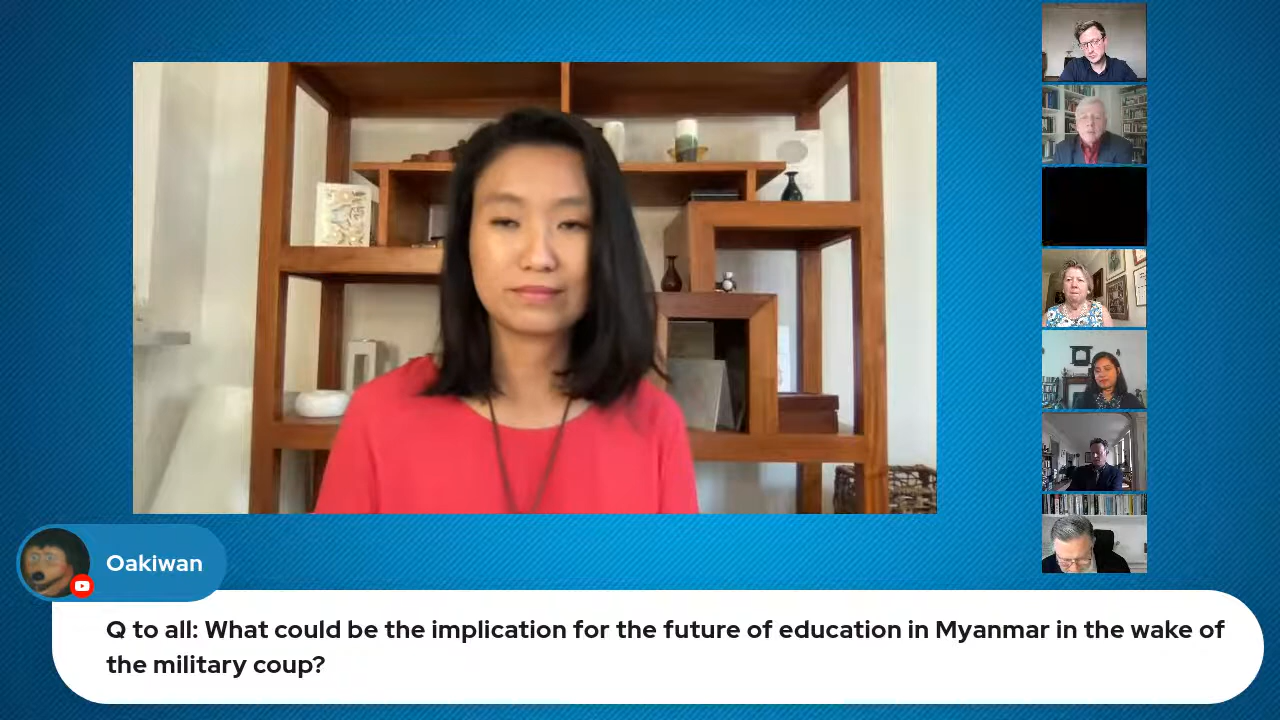 Oakiwan
Q to all: What could be the implication for the future of education in Myanmar in the wake of
the military coup?